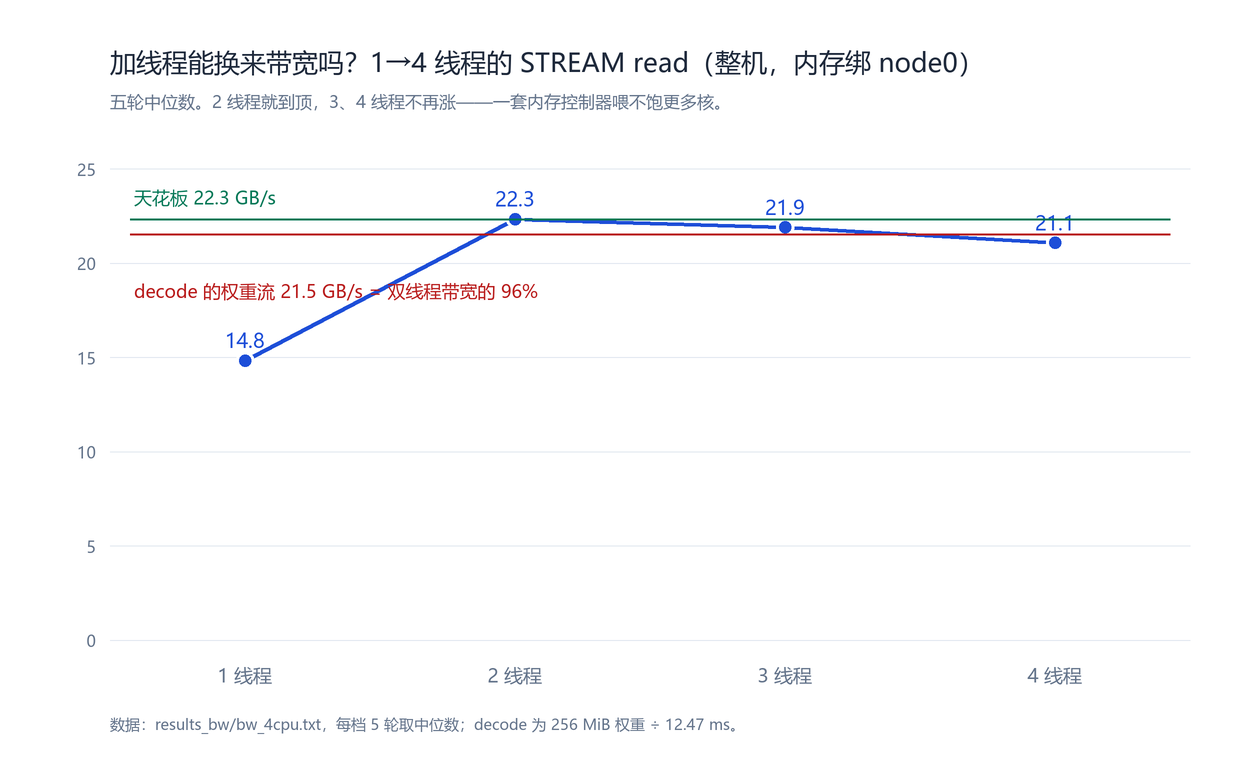 加线程能换来带宽吗？1→4 线程的 STREAM read（整机，内存绑 node0）
五轮中位数。2 线程就到顶，3、4 线程不再涨——一套内存控制器喂不饱更多核。
25
天花板 22.3 GB/s
22.3
21.9
21.1
20
decode 的权重流 21.5 GB/s = 双线程带宽的 96%
14.8
15
10
5
0
1 线程
2 线程
3 线程
4 线程
数据：results_bw/bw_4cpu.txt，每档 5 轮取中位数；decode 为 256 MiB 权重 ÷ 12.47 ms。